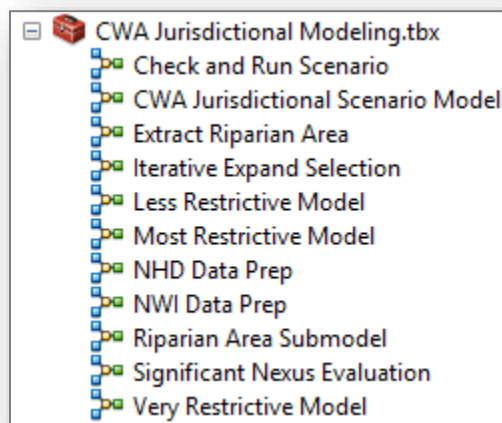 CWA Jurisdictional Modeling.tbx
Check and Run Scenario
CWA Jurisdictional Scenario Model
Extract Riparian Area
Iterative Expand Selection
Less Restrictive Model
Most Restrictive Model
NHD Data Prep
NWI Data Prep
Riparian Area Submodel
Significant Nexus Evaluation
Very Restrictive Model